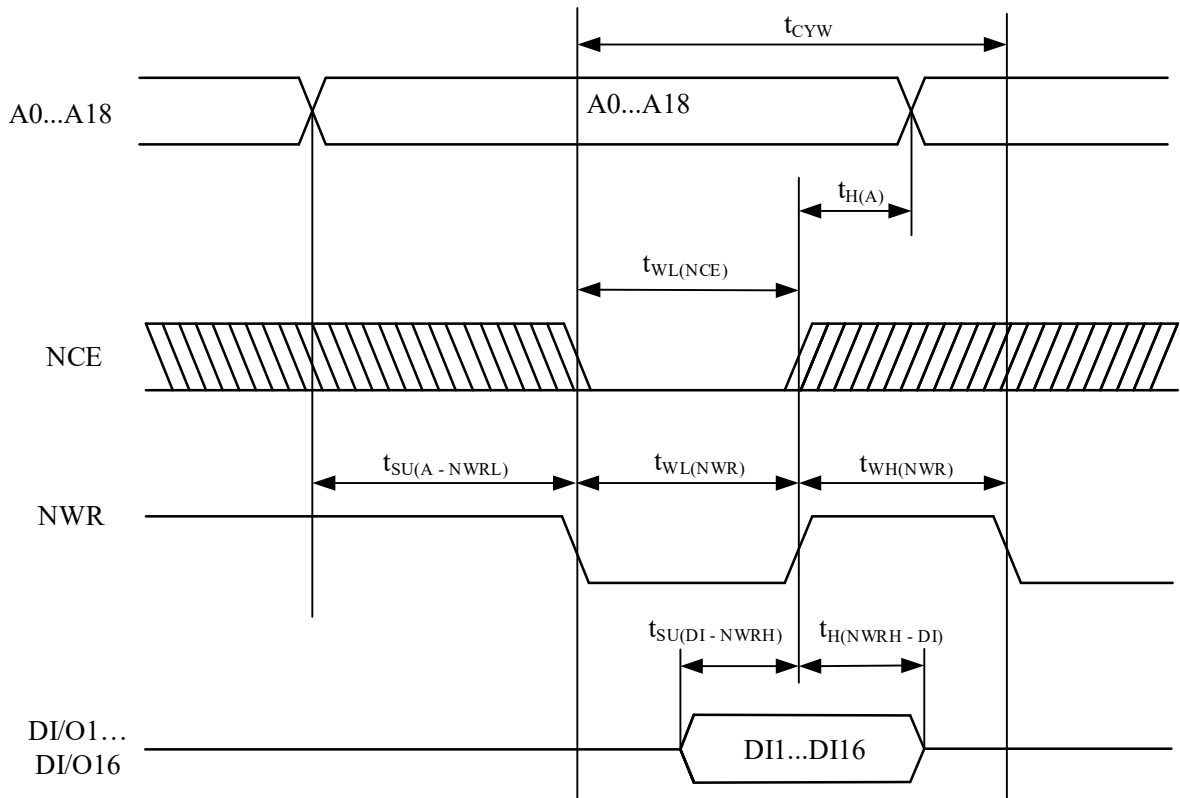 tCYW
A0...A18
A0...A18
tH(A)
tWL(NCE)
NCE
tSU(A - NWRL)
tWL(NWR)
tWH(NWR)
NWR
tSU(DI - NWRH)
tH(NWRH - DI)
DI/O1…
DI/O16
DI1...DI16